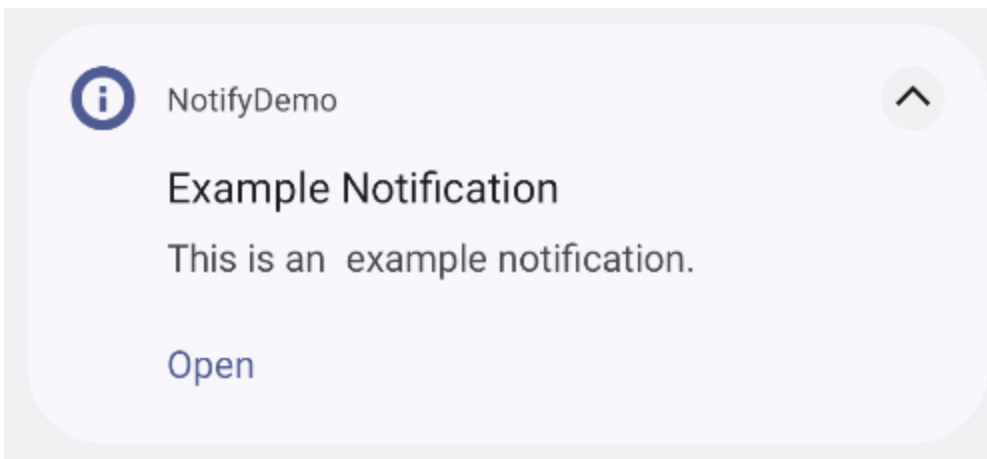 NotifyDemo
Example Notification
This is an  example notification.
Open